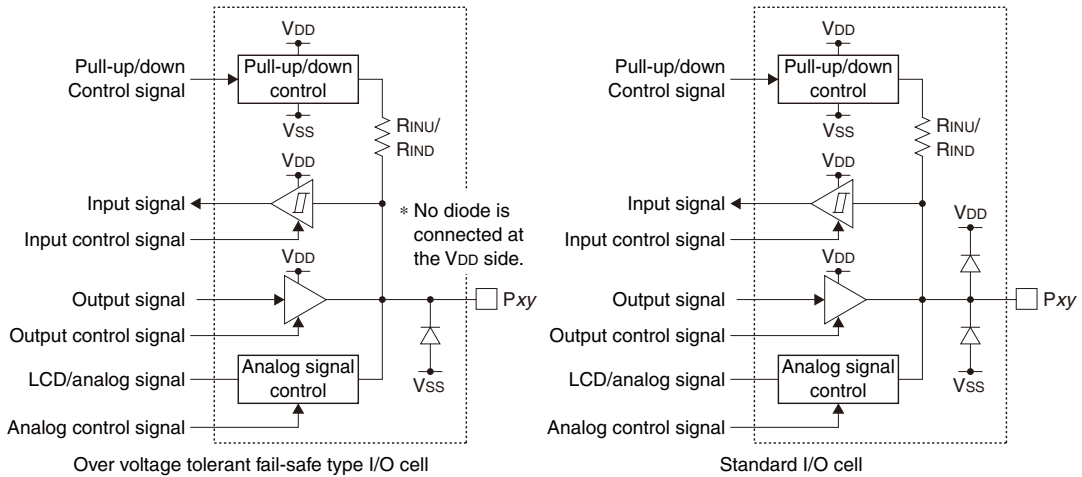 VDD
Pull-up/down
Control signal
Pull-up/down
control
VSS
RINU/
RIND
VDD
Input signal
Input control signal
* No diode is
connected at
the VDD side.
VDD
Output signal
Output control signal
Pxy
LCD/analog signal
Analog signal
control
VSS
Analog control signal
Over voltage tolerant fail-safe type I/O cell
VDD
Pull-up/down
Control signal
Pull-up/down
control
VSS
RINU/
RIND
VDD
Input signal
Input control signal
VDD
VDD
Output signal
Output control signal
Pxy
LCD/analog signal
Analog signal
control
VSS
Analog control signal
Standard I/O cell